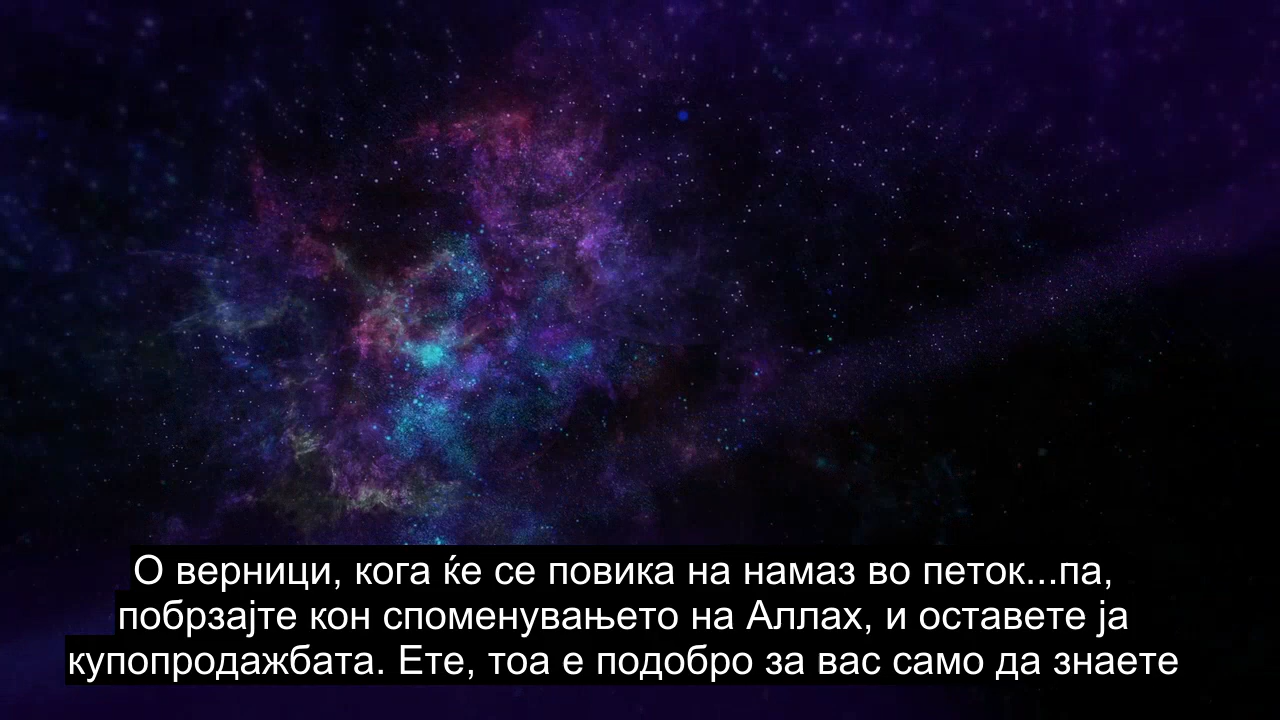 О верници, кога ќе се повика на намаз во петок...па,
побрзајте кон споменувањето на Аллах, и оставете ја
купопродажбата. Ете, тоа е подобро за вас само да знаете